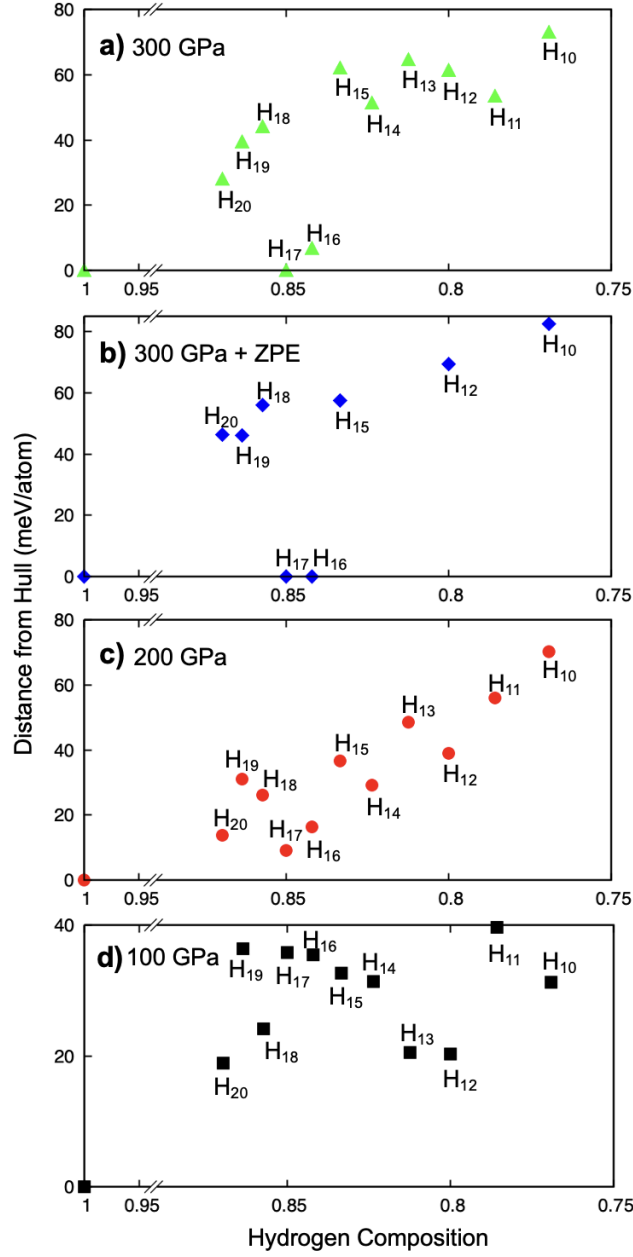 80
a) 300 GPa
H₁₀
60
H₁₅
H₁₃
H₁₂
H₁₈
H₁₄
H₁₁
40
H₁₉
H₂₀
20
H₁₇
H₁₆
0
1
0.95
0.85
0.8
0.75
80
b) 300 GPa + ZPE
H₁₀
60
H₁₈
H₁₂
H₂₀
H₁₅
40
H₁₉
20
H₁₇
H₁₆
0
1
0.95
0.85
0.8
0.75
Distance from Hull (meV/atom)
80
c) 200 GPa
H₁₁
H₁₀
60
H₁₃
H₁₅
40
H₁₉
H₁₈
H₁₂
H₁₄
20
H₂₀
H₁₇
H₁₆
0
1
0.95
0.85
0.8
0.75
40
d) 100 GPa
H₁₆
H₁₉
H₁₇
H₁₄
H₁₁
H₁₀
H₁₅
20
H₁₃
H₁₈
H₂₀
H₁₂
0
1
0.95
0.85
0.8
0.75
Hydrogen Composition